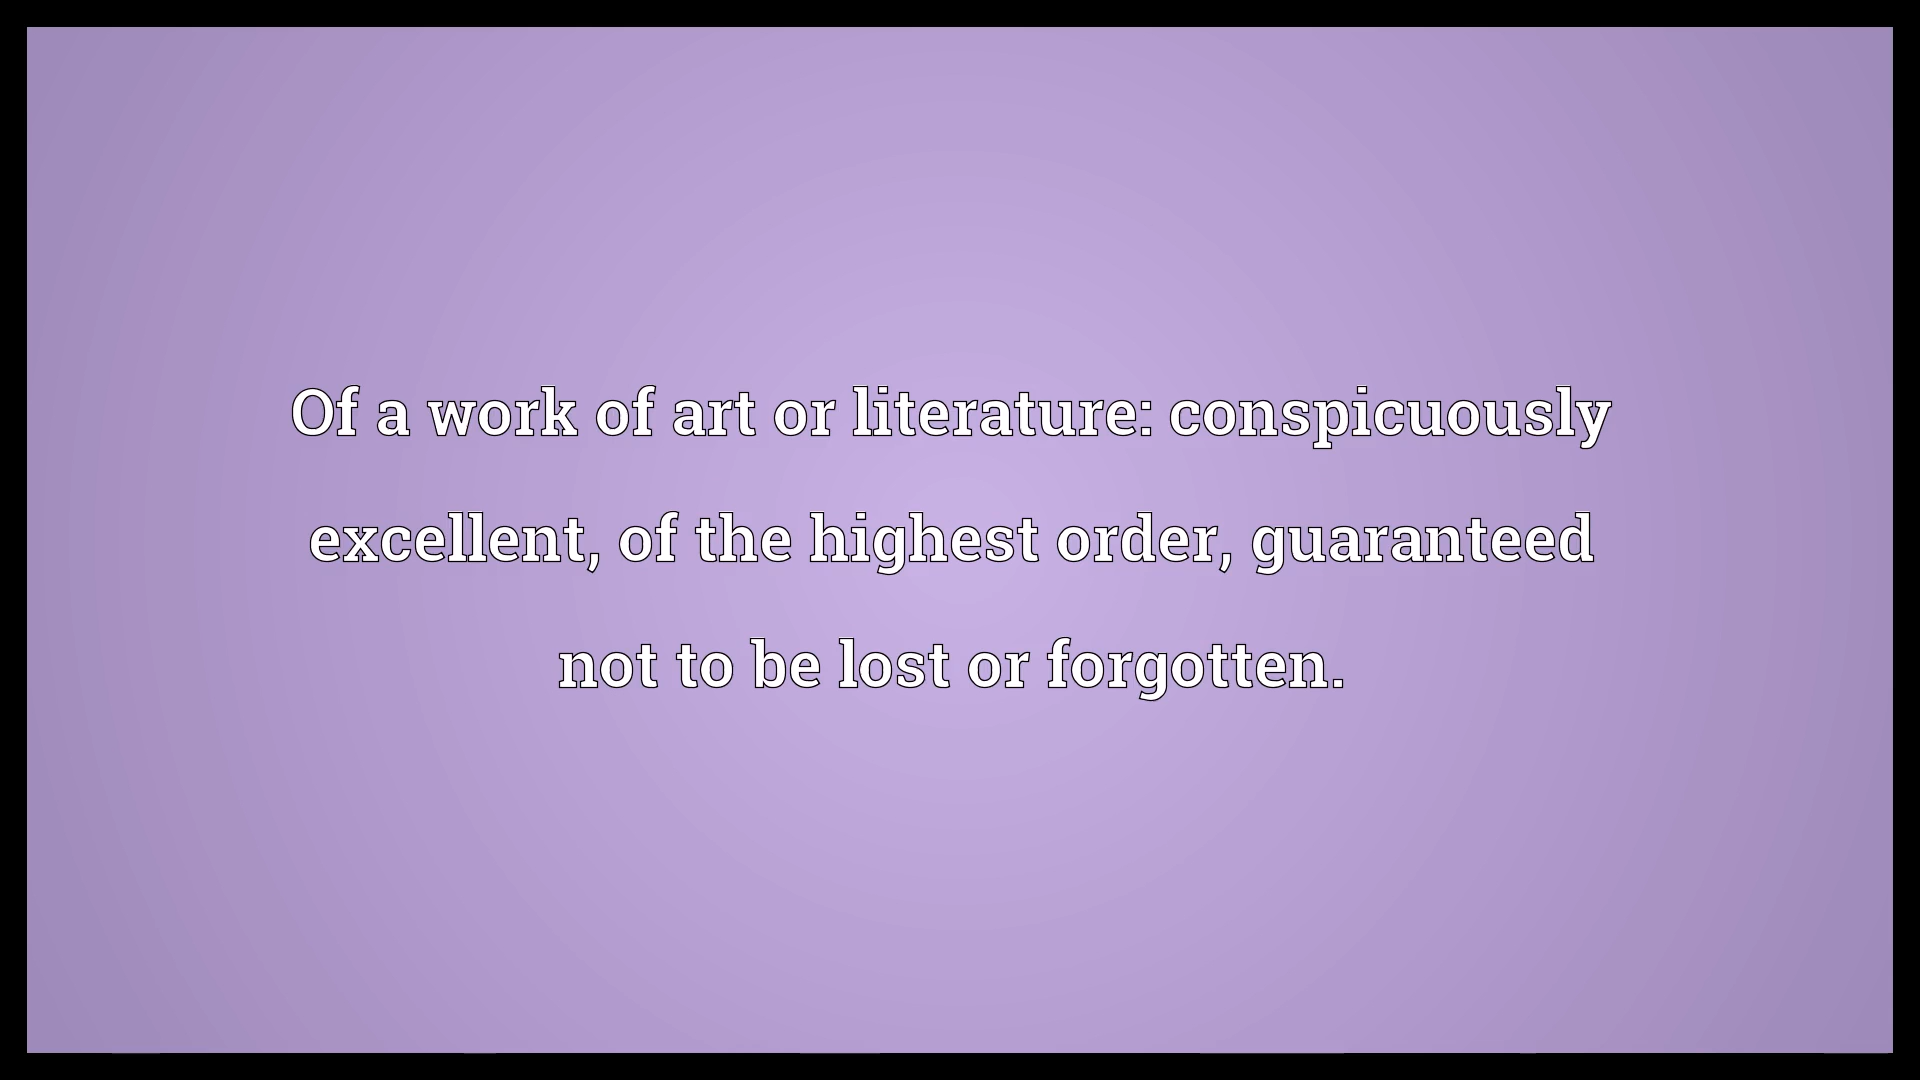 Of a work of art or literature: conspicuously
excellent, of the highest order, guaranteed
not to be lost or forgotten.